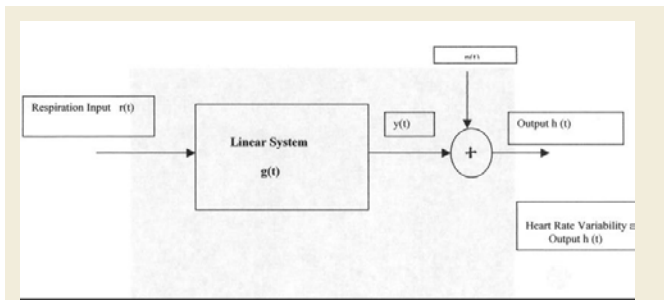 Respiration Input r(t)
Linear System
g(t)
y(t)
Output h (t)
Heart Rate Variability
Output h (t)